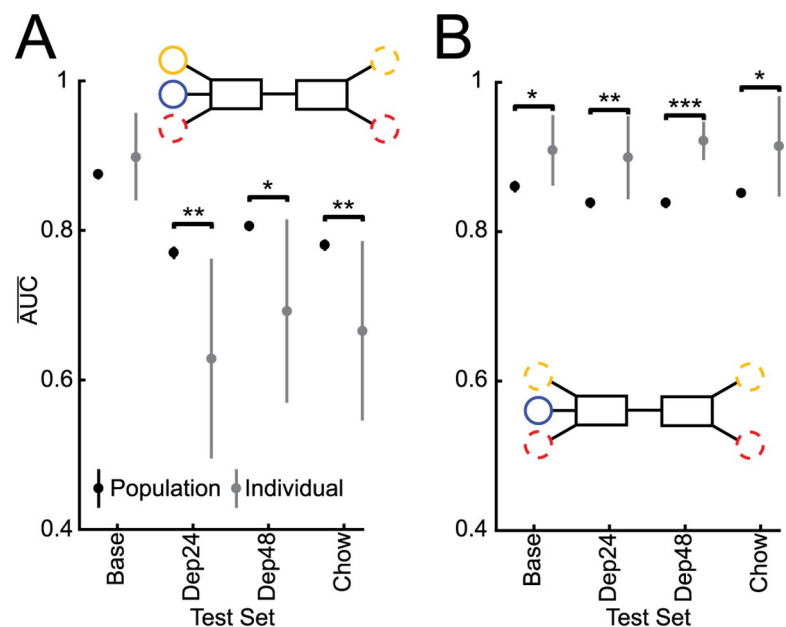 A
1
0.8
0.6
0.4
AUC
**
*
**
Population
Individual
Base
Dep24
Dep48
Chow
Test Set
B
1
0.8
0.6
0.4
*
**
***
*
Base
Dep24
Dep48
Chow
Test Set